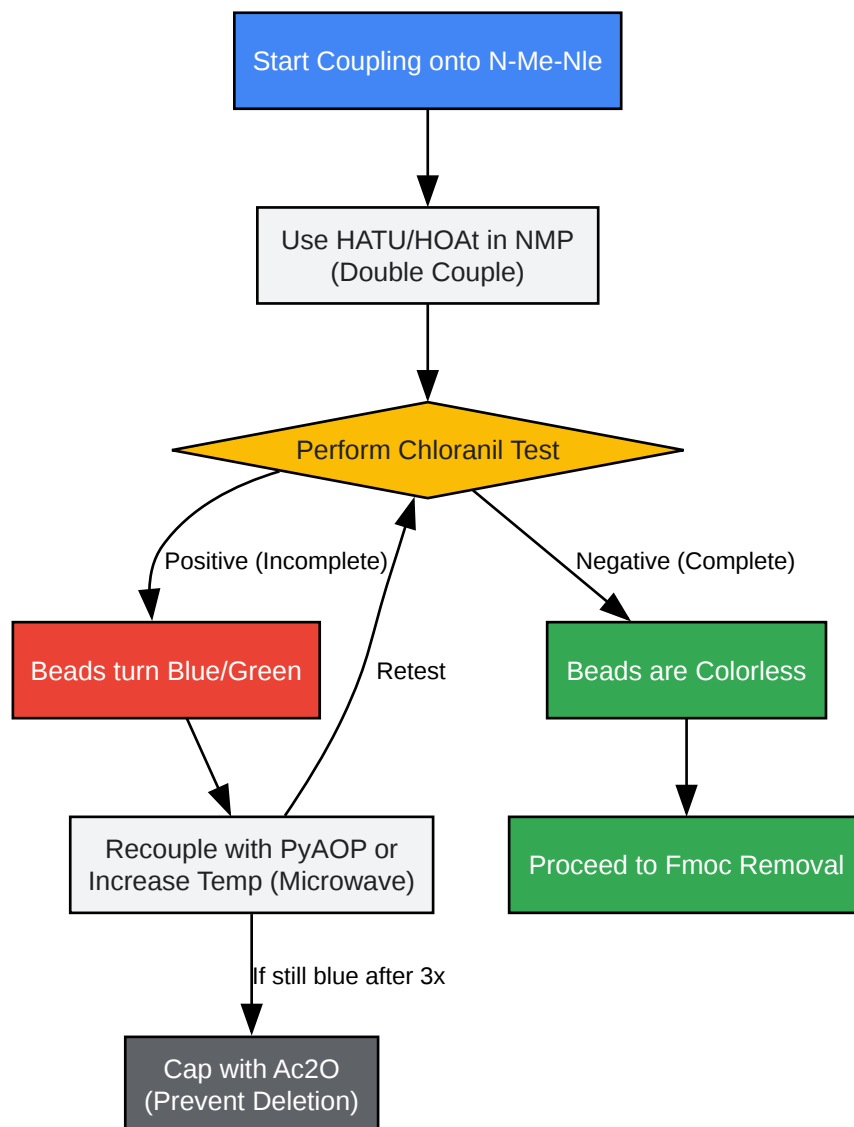 Start Coupling onto N-Me-Nle
Use HATU/HOAt in NMP
(Double Couple)
Perform Chloranil Test
Positive (Incomplete)
Negative (Complete)
Beads turn Blue/Green
Retest
Beads are Colorless
Recouple with PyAOP or
Increase Temp (Microwave)
Proceed to Fmoc Removal
If still blue after 3x
Cap with Ac2O
(Prevent Deletion)